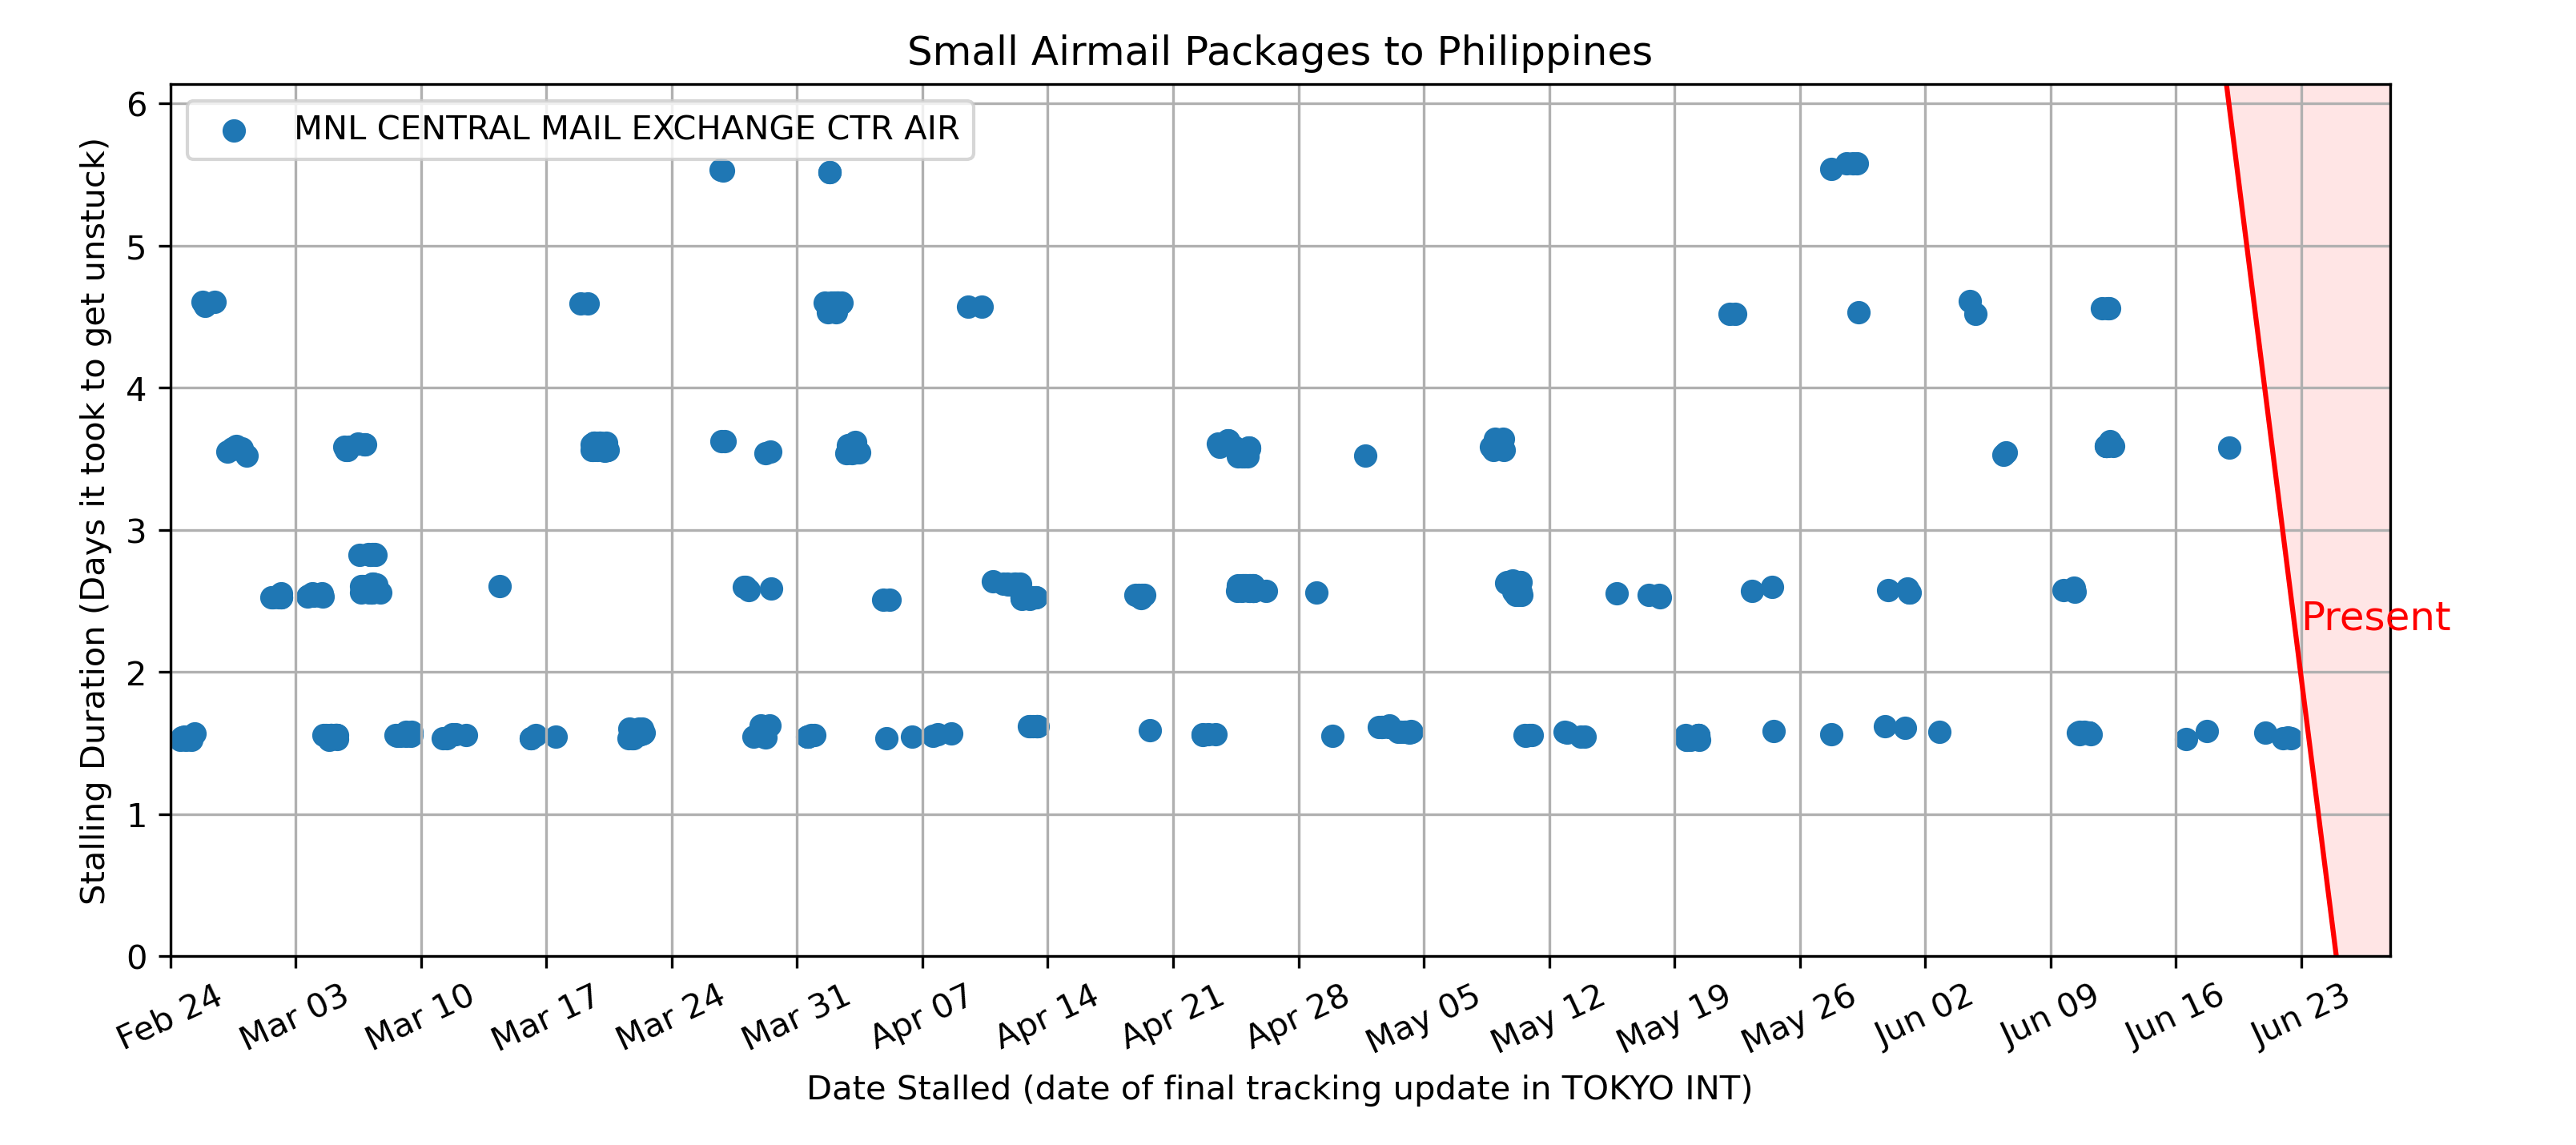 Small Airmail Packages to Philippines
MNL CENTRAL MAIL EXCHANGE CTR AIR
Stalling Duration (Days it took to get unstuck)
6
5
4
3
2
1
0
Present
Feb 24
Mar 03
Mar 10
Mar 17
Mar 24
Mar 31
Apr 07
Apr 14
Apr 21
Apr 28
May 05
May 12
May 19
May 26
Jun 02
Jun 09
Jun 16
Jun 23
Date Stalled (date of final tracking update in TOKYO INT)